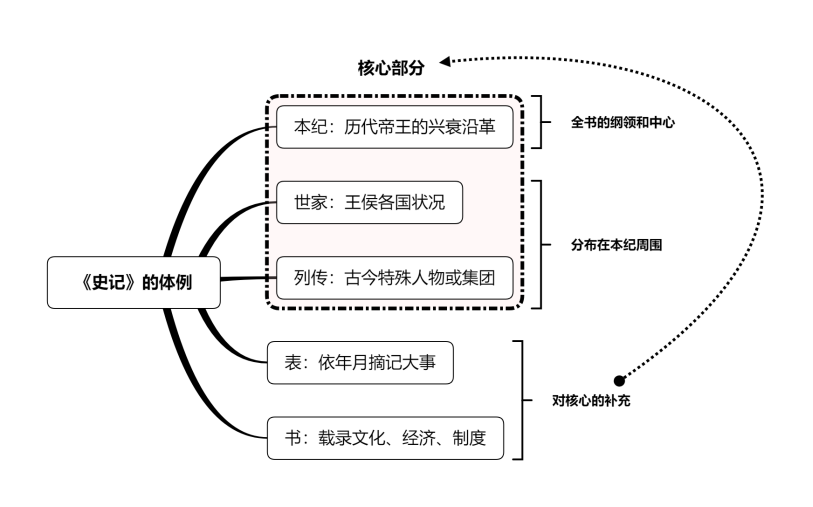 核心部分
本纪：历代帝王的兴衰沿革
全书的纲领和中心
世家：王侯各国状况
分布在本纪周围
《史记》的体例
列传：古今特殊人物或集团
表：依年月摘记大事
对核心的补充
书：载录文化、经济、制度